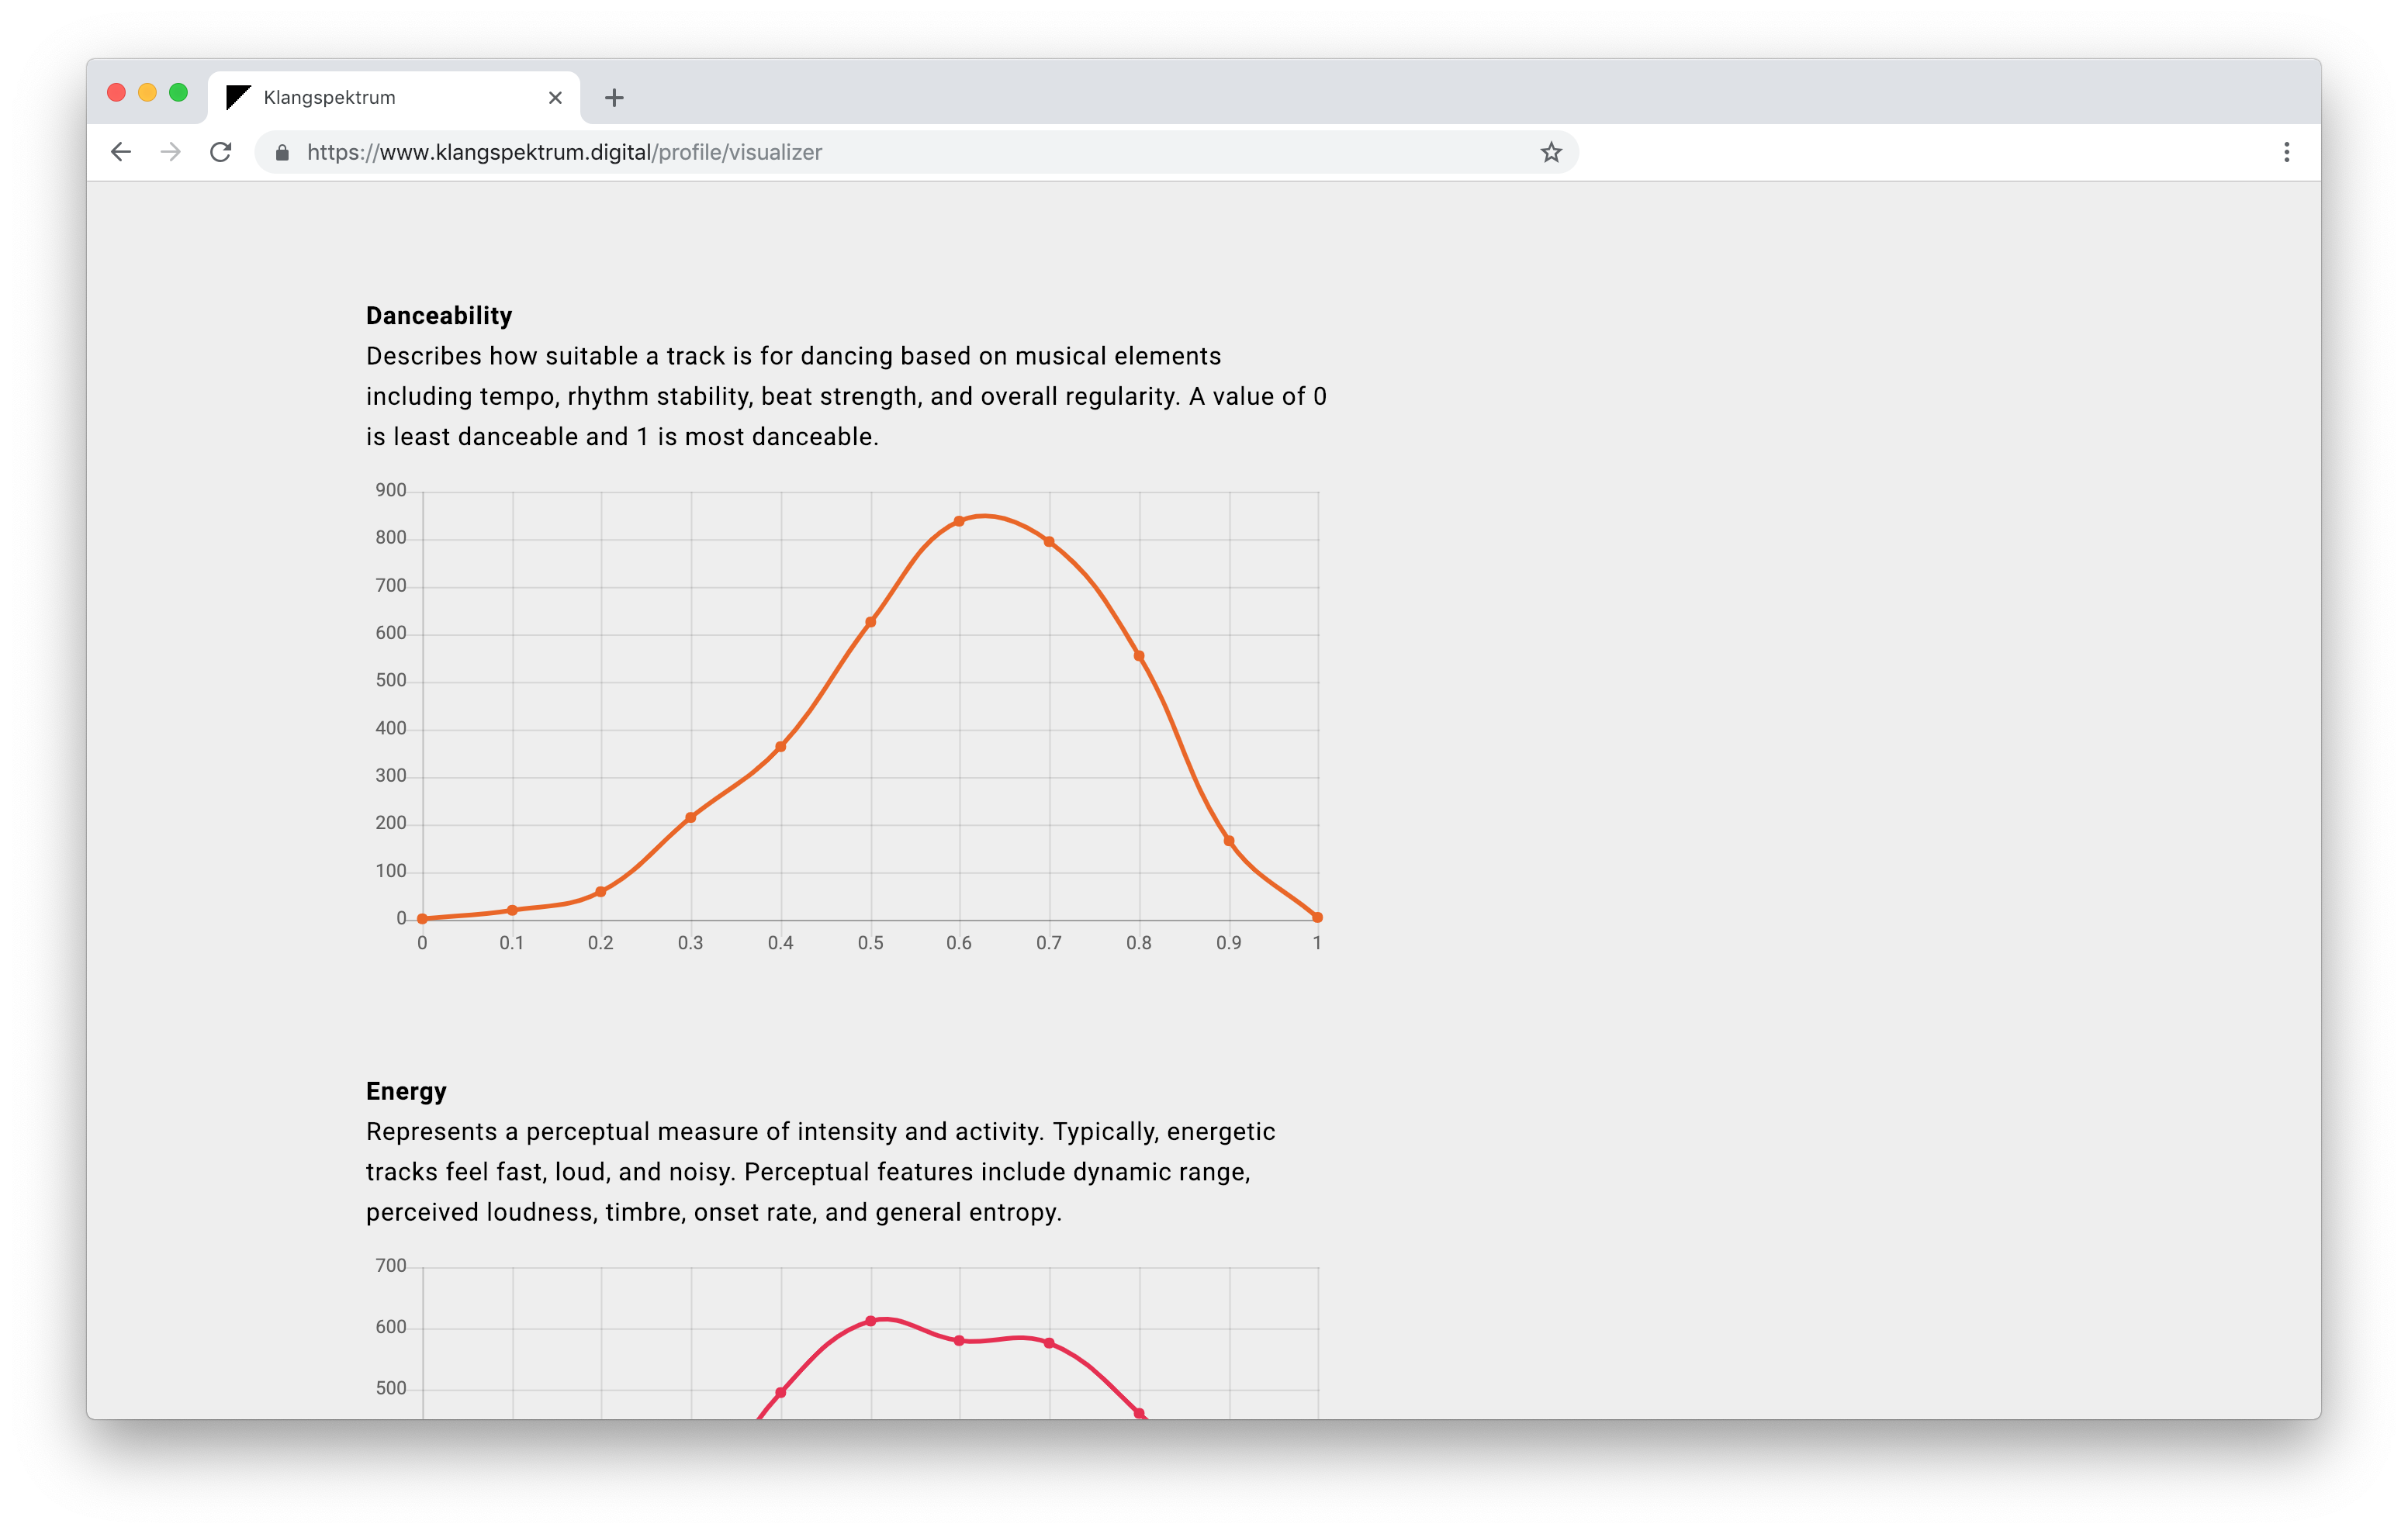 Klangspektrum
https://www.klangspektrum.digital/profile/visualizer
Danceability
Describes how suitable a track is for dancing based on musical elements
including tempo, rhythm stability, beat strength, and overall regularity. A value of 0
is least danceable and 1 is most danceable.
900
800
700
600
500
400
300
200
100
0
0 0.1 0.2 0.3 0.4 0.5 0.6 0.7 0.8 0.9 1
Energy
Represents a perceptual measure of intensity and activity. Typically, energetic
tracks feel fast, loud, and noisy. Perceptual features include dynamic range,
perceived loudness, timbre, onset rate, and general entropy.
700
600
500